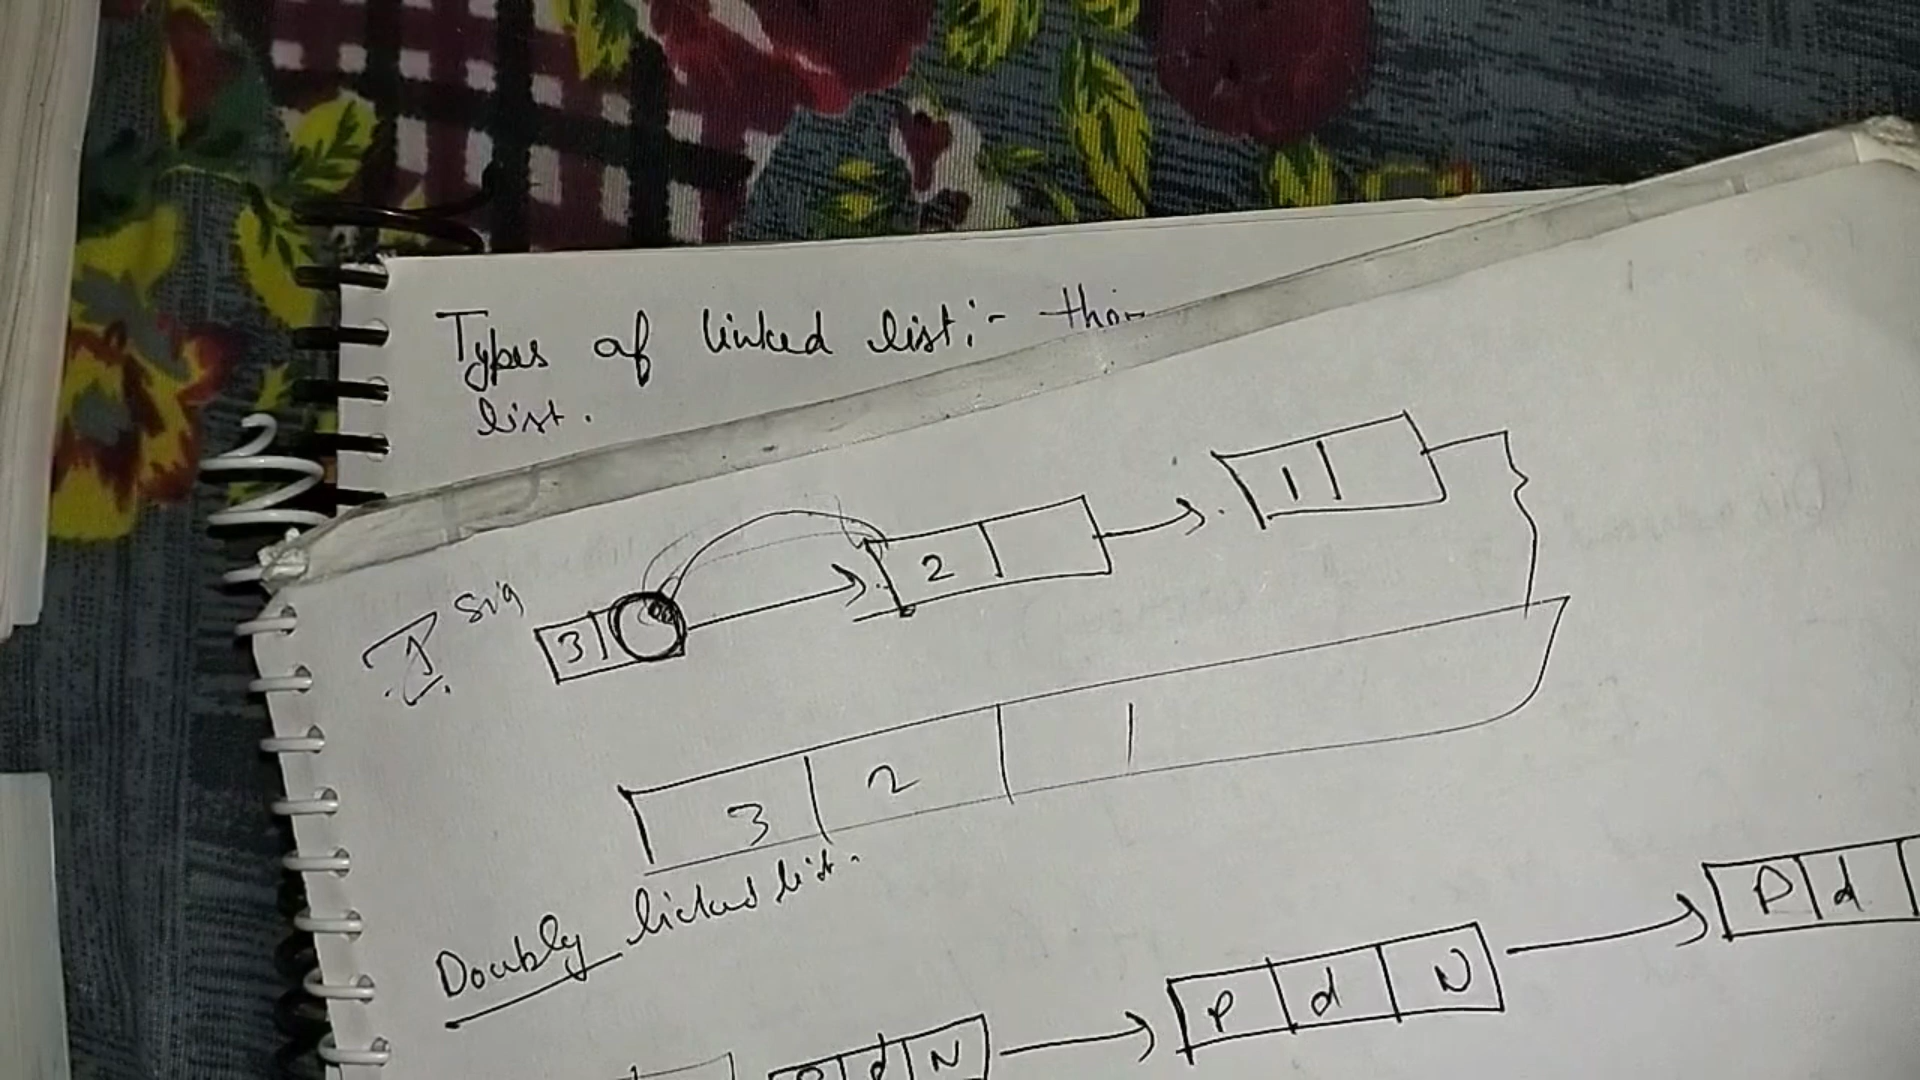 Types of linked list:-
list.
1
2
Sig
3
3 2 1
Doubly linked list.
P d
P d N
d N